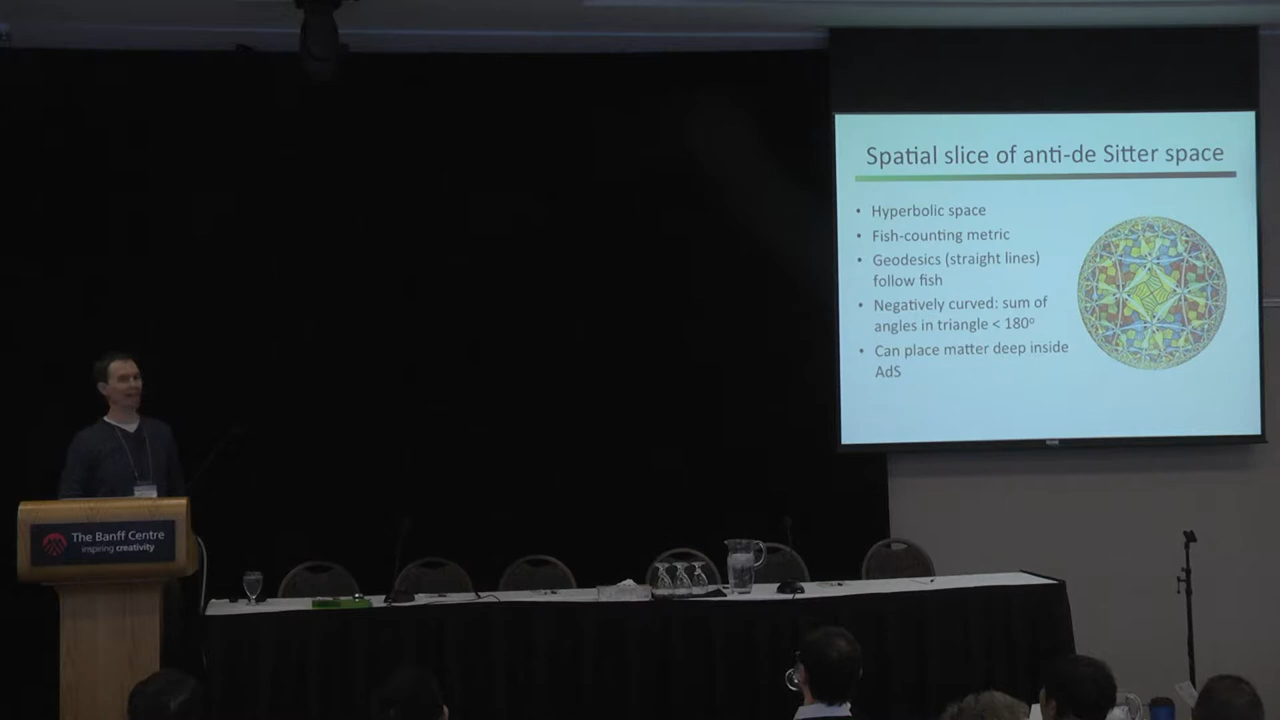 Spatial slice of anti-de Sitter space
• Hyperbolic space
• Fish-counting metric
• Geodesics (straight lines)
follow fish
• Negatively curved: sum of
angles in triangle < 180º
• Can place matter deep inside
AdS
The Banff Centre
inspiring creativity